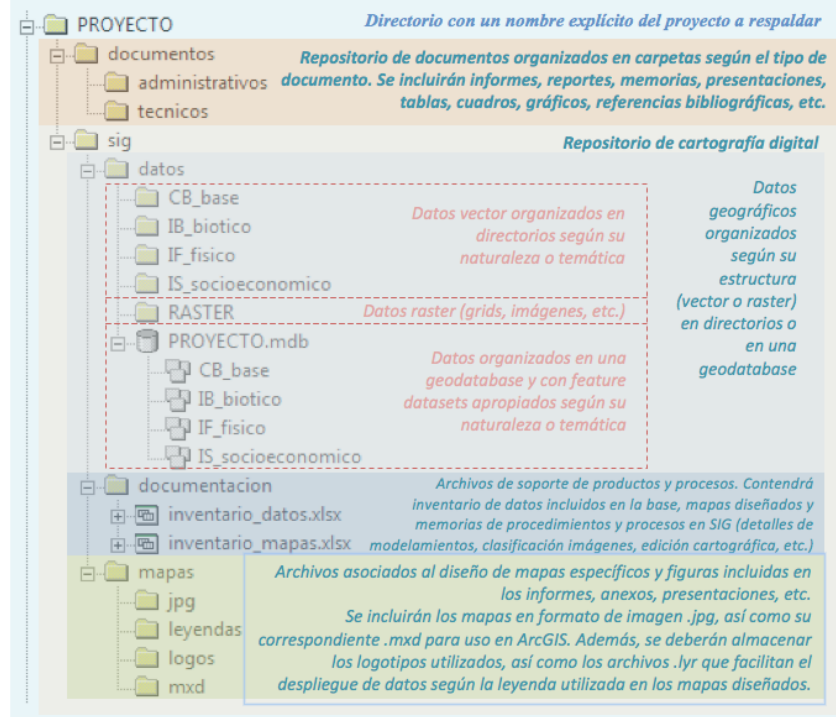 PROYECTO
Directorio con un nombre explícito del proyecto a respaldar
documentos
administrativos
tecnicos
Repositorio de documentos organizados en carpetas según el tipo de
documento. Se incluirán informes, reportes, memorias, presentaciones,
tablas, cuadros, gráficos, referencias bibliográficas, etc.
sig
Repositorio de cartografía digital
datos
CB_base
IB_biotico
IF_fisico
IS_socioeconomico
Datos vector organizados en
directorios según su
naturaleza o temática
RASTER
Datos raster (grids, imágenes, etc.)
PROYECTO.mdb
CB_base
IB_biotico
IF_fisico
IS_socioeconomico
Datos organizados en una
geodatabase y con feature
datasets apropiados según su
naturaleza o temática
Datos
geográficos
organizados
según su
estructura
(vector o raster)
en directorios o
en una
geodatabase
documentacion
inventario_datos.xlsx
inventario_mapas.xlsx
Archivos de soporte de productos y procesos. Contendrá
inventario de datos incluidos en la base, mapas diseñados y
memorias de procedimientos y procesos en SIG (detalles de
modelamientos, clasificación imágenes, edición cartográfica, etc.)
mapas
jpg
leyendas
logos
mxd
Archivos asociados al diseño de mapas específicos y figuras incluidas en
los informes, anexos, presentaciones, etc.
Se incluirán los mapas en formato de imagen .jpg, así como su
correspondiente .mxd para uso en ArcGIS. Además, se deberán almacenar
los logotipos utilizados, así como los archivos .lyr que facilitan el
despliegue de datos según la leyenda utilizada en los mapas diseñados.